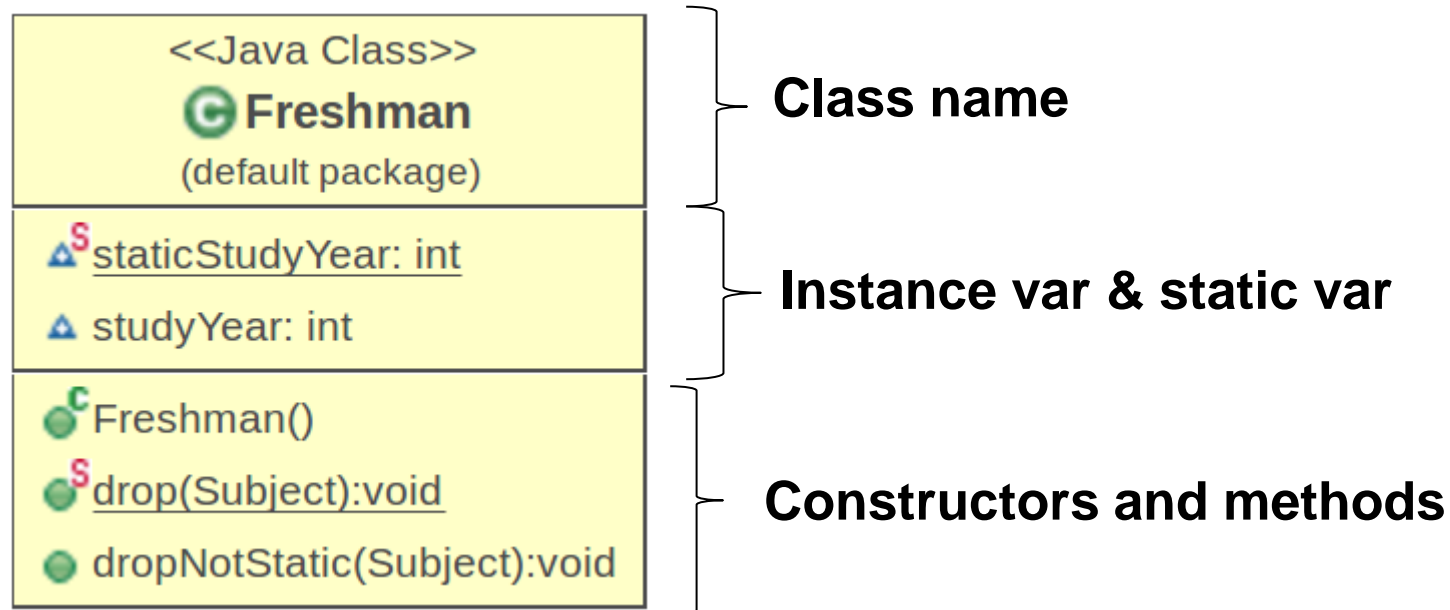 <<Java Class>>
C Freshman
(default package)
Class name
S staticStudyYear: int
studyYear: int
Instance var & static var
C Freshman()
S drop(Subject):void
dropNotStatic(Subject):void
Constructors and methods